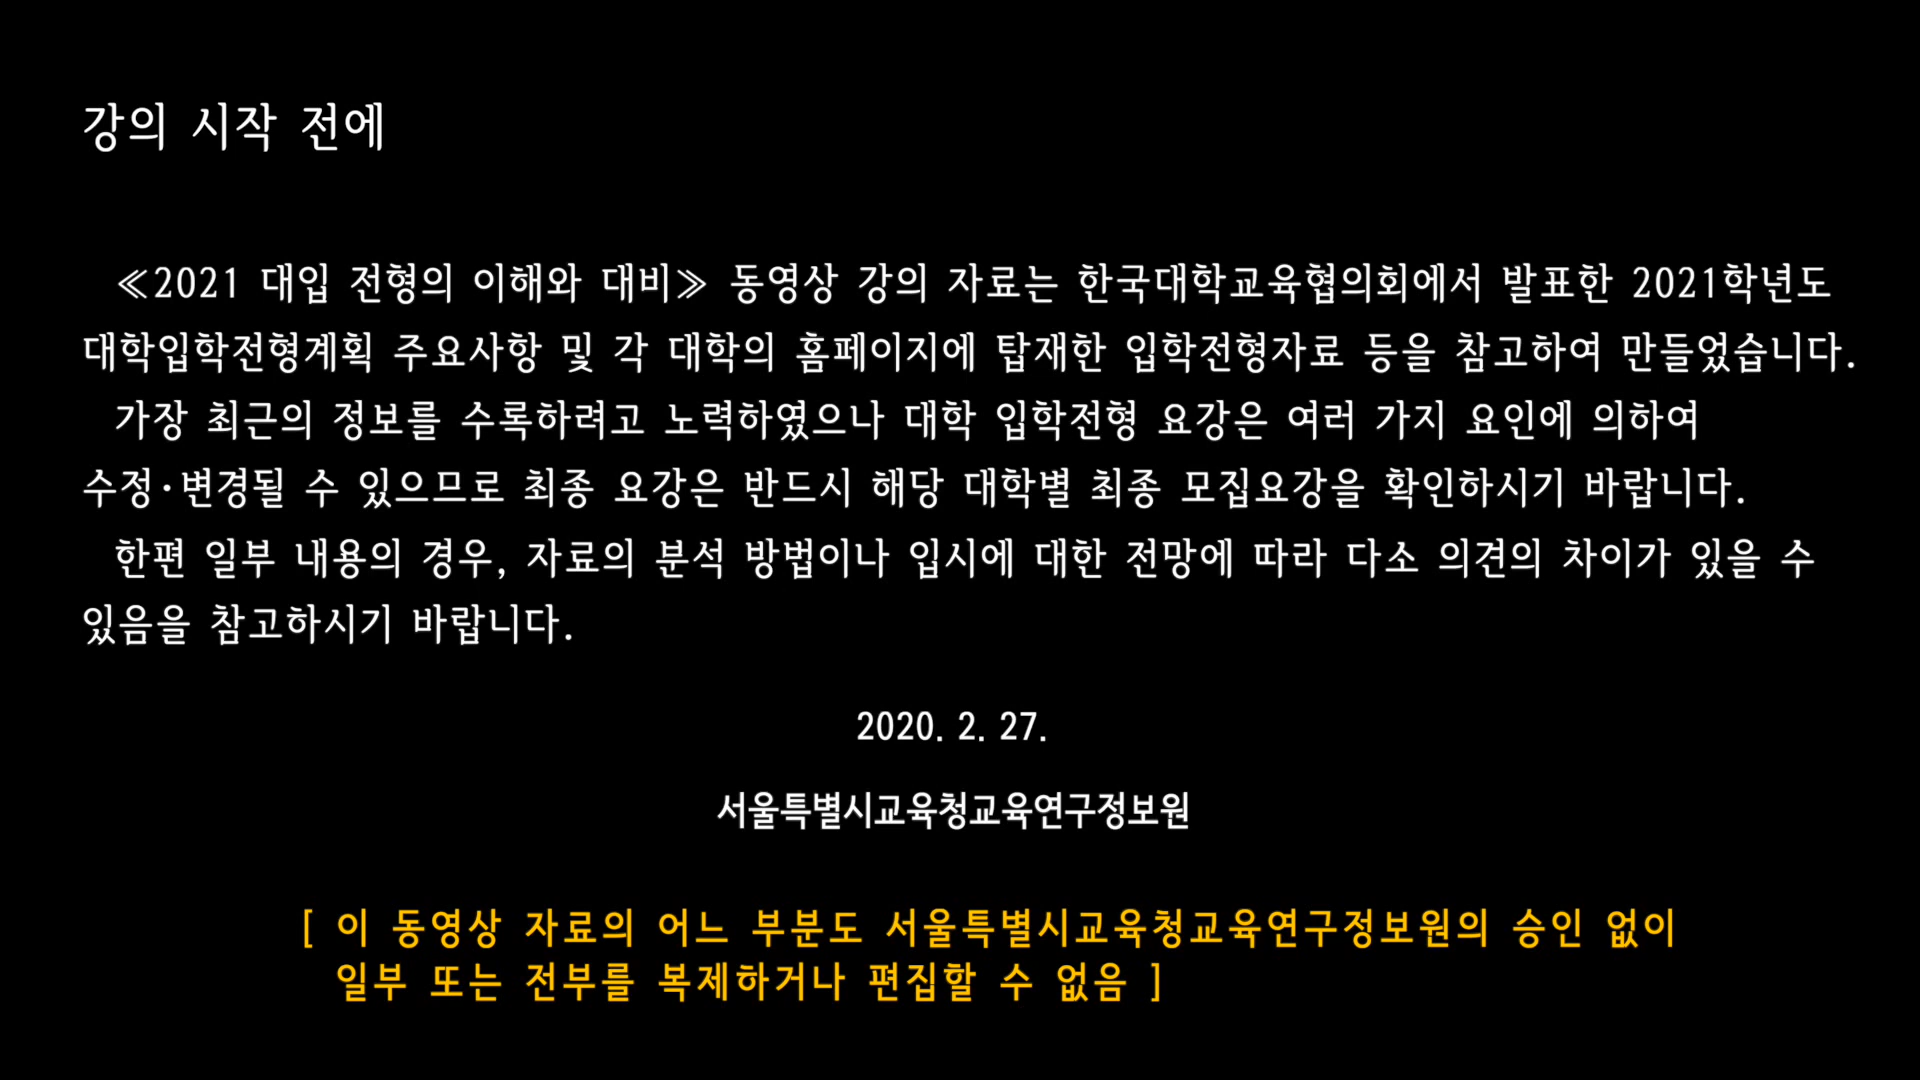 강의 시작 전에
≪2021 대입 전형의 이해와 대비≫ 동영상 강의 자료는 한국대학교육협의회에서 발표한 2021학년도
대학입학전형계획 주요사항 및 각 대학의 홈페이지에 탑재한 입학전형자료 등을 참고하여 만들었습니다.
가장 최근의 정보를 수록하려고 노력하였으나 대학 입학전형 요강은 여러 가지 요인에 의하여
수정·변경될 수 있으므로 최종 요강은 반드시 해당 대학별 최종 모집요강을 확인하시기 바랍니다.
한편 일부 내용의 경우, 자료의 분석 방법이나 입시에 대한 전망에 따라 다소 의견의 차이가 있을 수
있음을 참고하시기 바랍니다.
2020. 2. 27.
서울특별시교육청교육연구정보원
[ 이 동영상 자료의 어느 부분도 서울특별시교육청교육연구정보원의 승인 없이
일부 또는 전부를 복제하거나 편집할 수 없음 ]